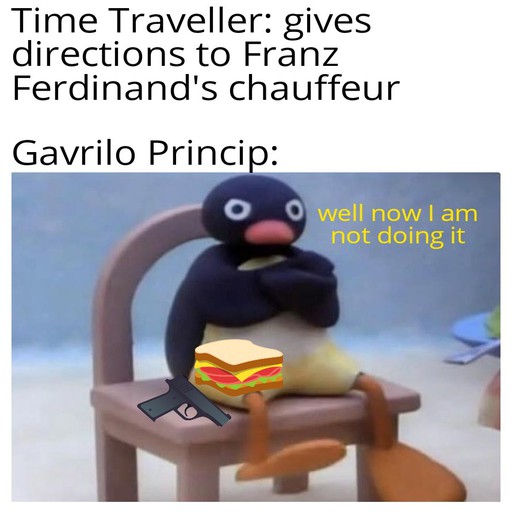 Time Traveller: gives
directions to Franz
Ferdinand's chauffeur
Gavrilo Princip:
well now I am
not doing it